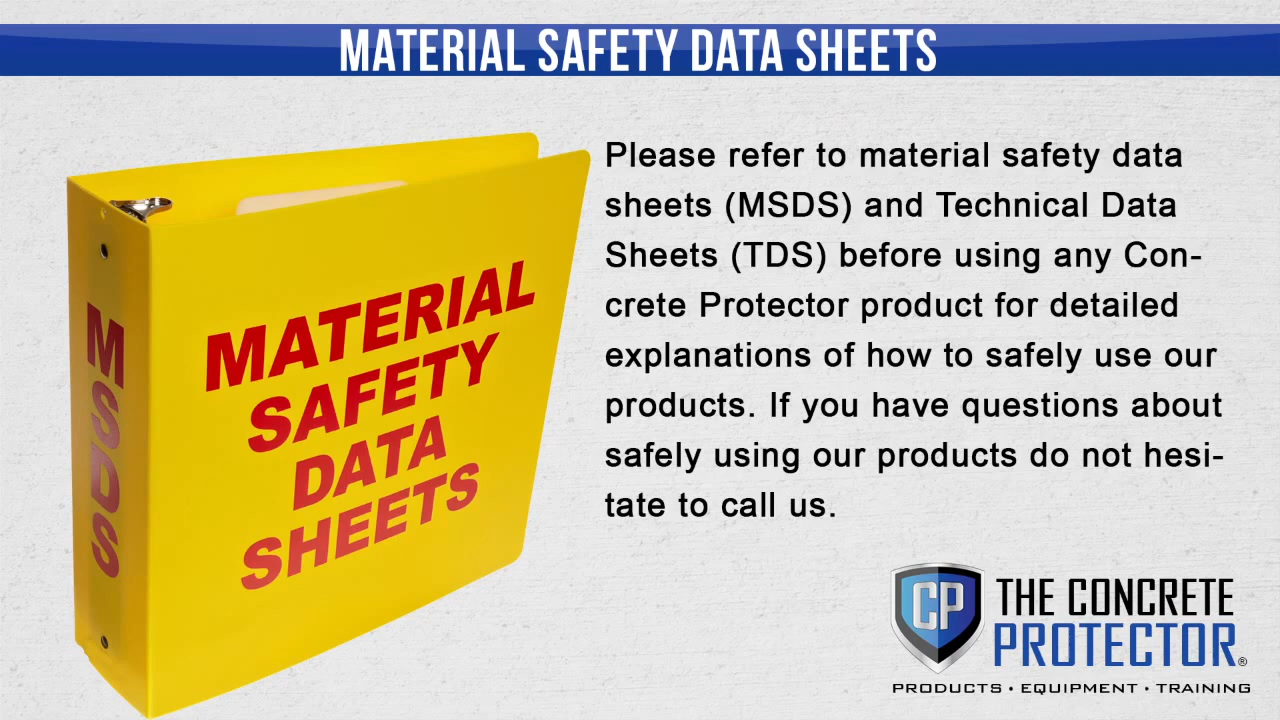 MATERIAL SAFETY DATA SHEETS
MSDS
MATERIAL
SAFETY
DATA
SHEETS
Please refer to material safety data
sheets (MSDS) and Technical Data
Sheets (TDS) before using any Con-
crete Protector product for detailed
explanations of how to safely use our
products. If you have questions about
safely using our products do not hesi-
tate to call us.
CP
THE CONCRETE
PROTECTOR®
PRODUCTS • EQUIPMENT • TRAINING